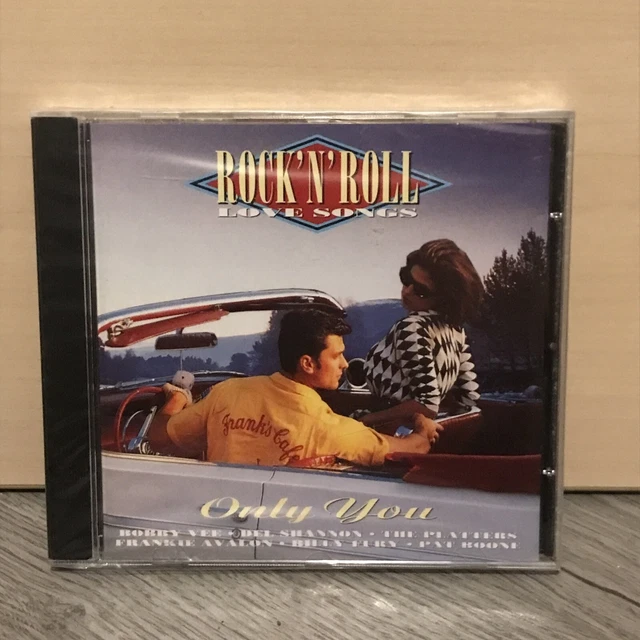 ROCK'N'ROLL
LOVE SONGS
Frank's Cafe
Only You
BOBBY VEE • DEL SHANNON • THE PLATTERS
FRANKIE AVALON • BILLY FURY • PAT BOONE